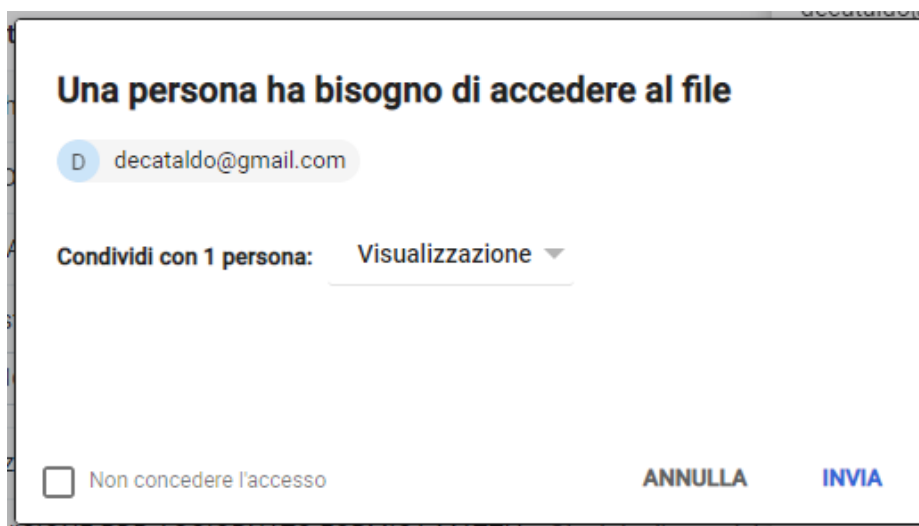 Una persona ha bisogno di accedere al file
D decataldo@gmail.com
Condividi con 1 persona: Visualizzazione
Non concedere l'accesso ANNULLA INVIA